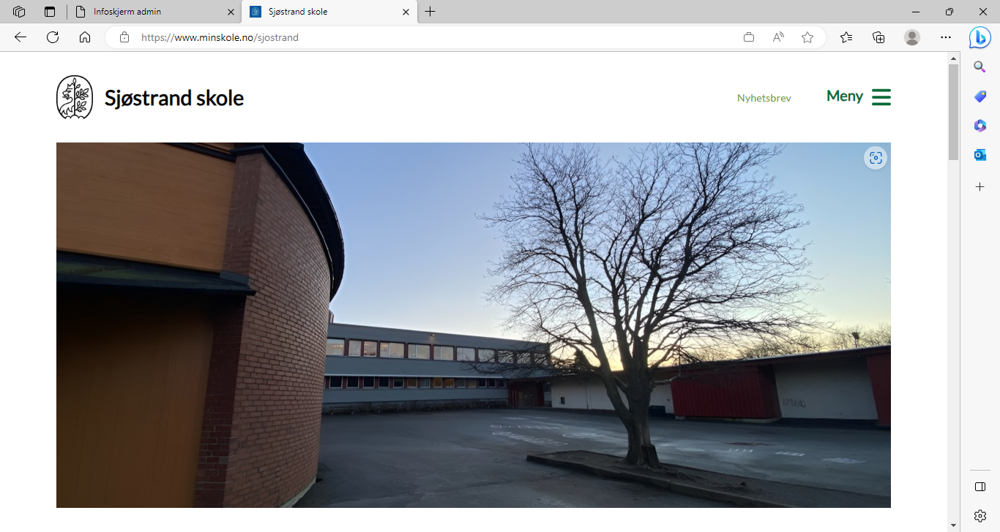 Infoskjerm admin
Sjøstrand skole
https://www.minskole.no/sjostrand
Sjøstrand skole
Nyhetsbrev
Meny